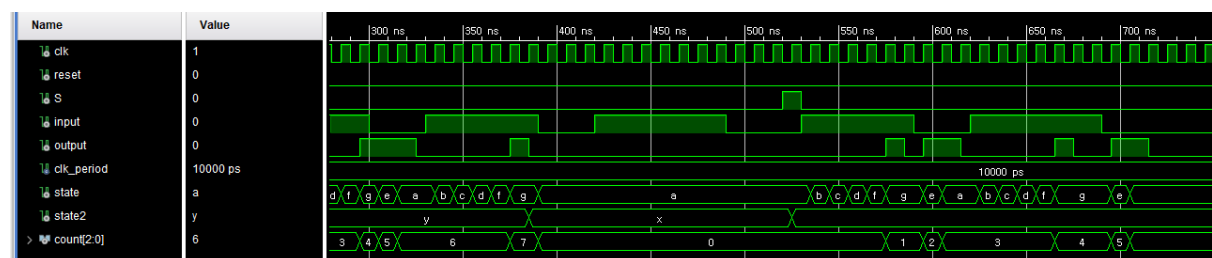 Name Value 300 ns 350 ns 400 ns 450 ns 500 ns 550 ns 600 ns 650 ns 700 ns
clk 1
reset 0
S 0
input 0
output 0
clk_period 10000 ps 10000 ps
state a d f g e a b c d f g a b c d f g e a b c d f g e
state2 y y x
count[2:0] 6 3 4 5 6 7 0 1 2 3 4 5